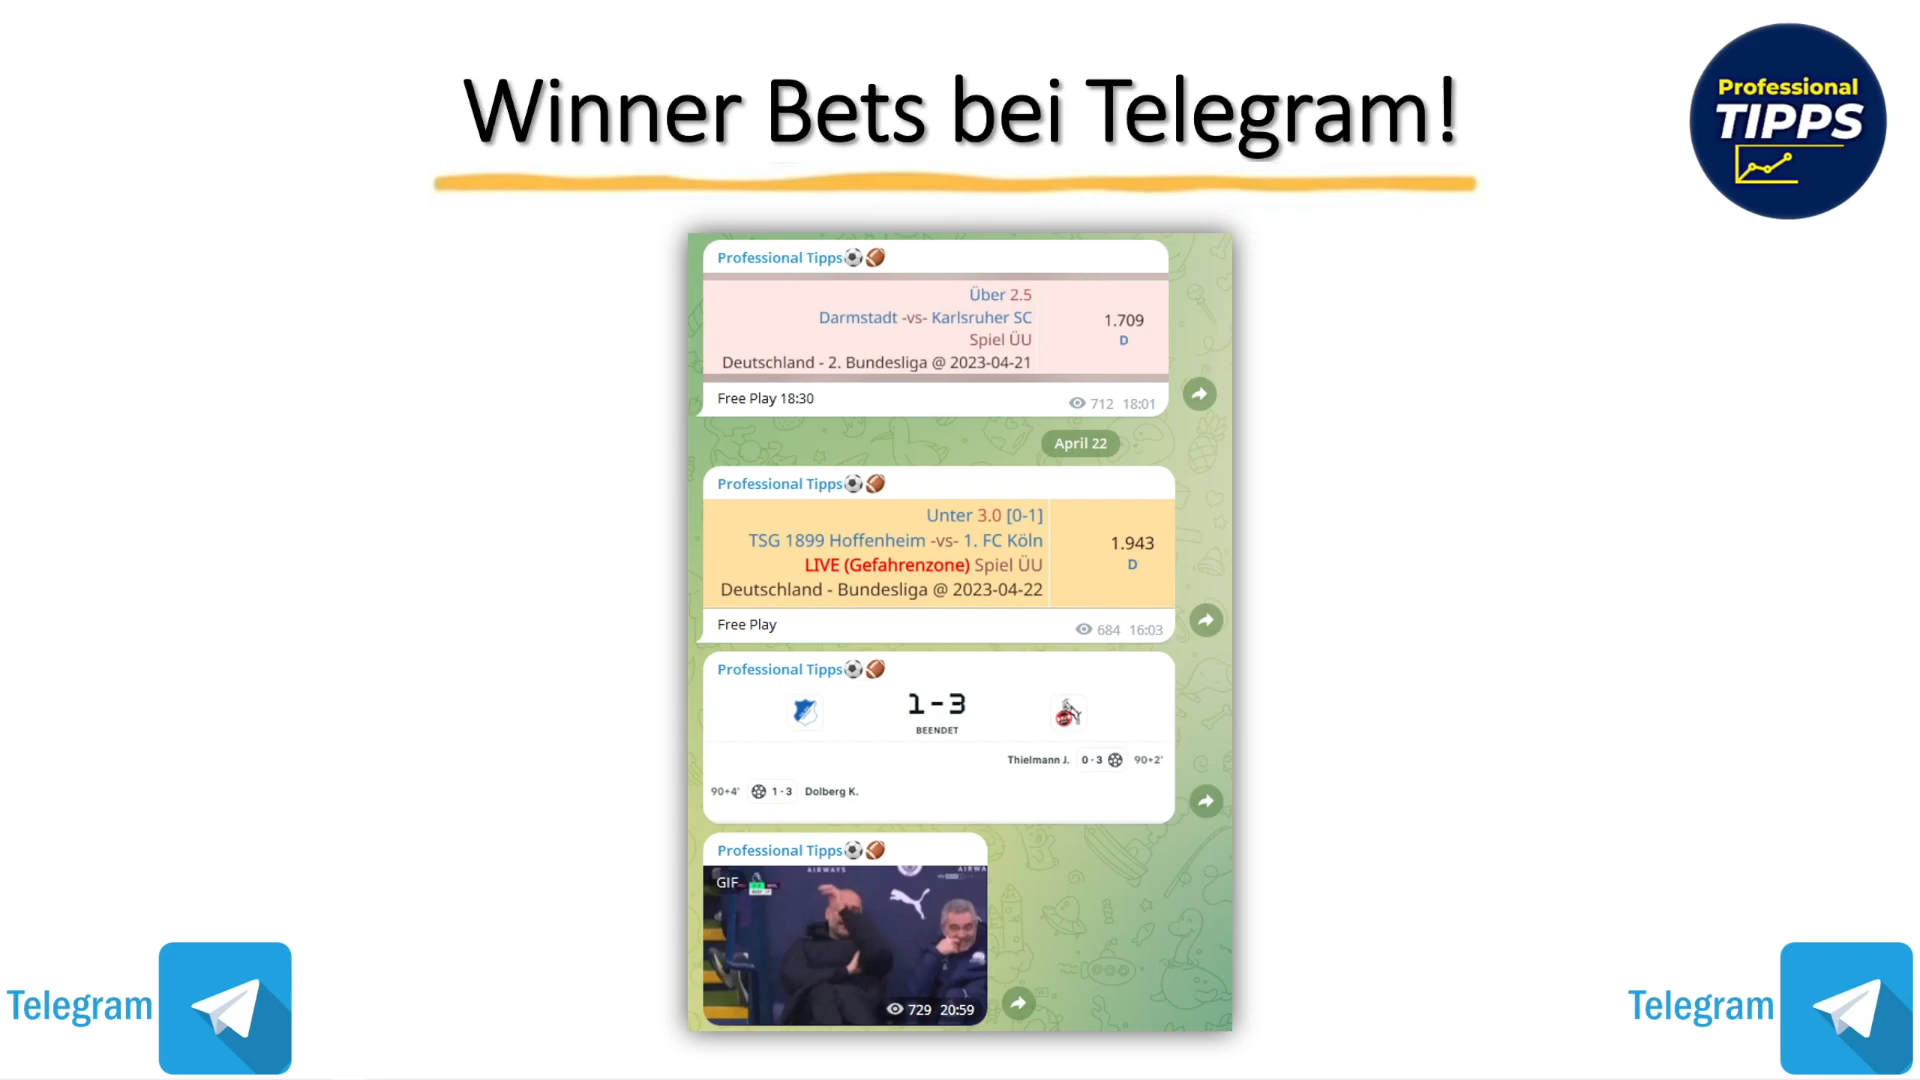 Winner Bets bei Telegram!
Professional
TIPPS
Professional Tipps
Über 2.5
Darmstadt -vs- Karlsruher SC
Spiel ÜU
Deutschland - 2. Bundesliga @ 2023-04-21
1.709
D
Free Play 18:30
712 18:01
April 22
Professional Tipps
Unter 3.0 [0-1]
TSG 1899 Hoffenheim -vs- 1. FC Köln
LIVE (Gefahrenzone) Spiel ÜU
Deutschland - Bundesliga @ 2023-04-22
1.943
D
Free Play
684 16:03
Professional Tipps
1 - 3
BEENDET
Thielmann J. 0 - 3 90+2'
90+4' 1 - 3 Dolberg K.
Professional Tipps
GIF
AIRWAYS
729 20:59
Telegram
Telegram